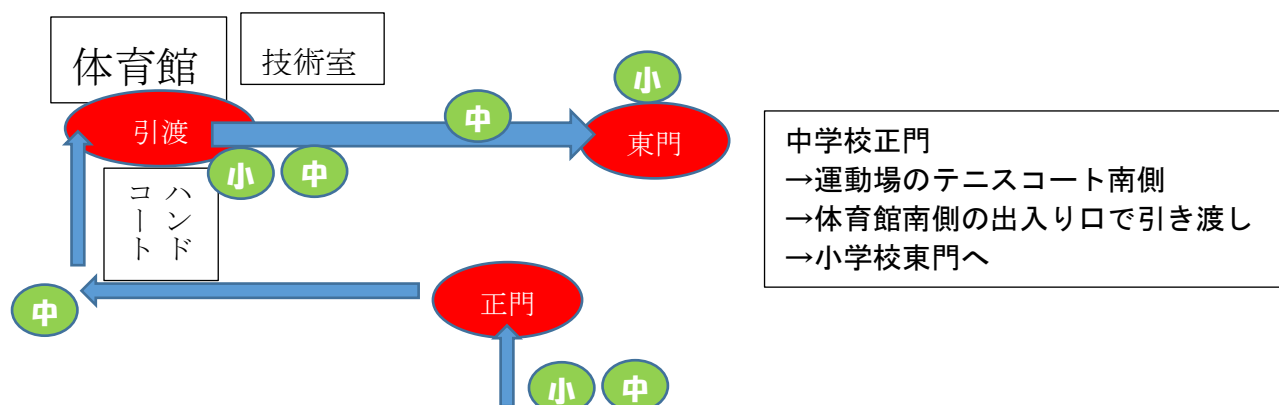 体育館
技術室
小
中
引渡
東門
小
中
ハンド
コート
中
正門
小
中
中学校正門
→運動場のテニスコート南側
→体育館南側の出入り口で引き渡し
→小学校東門へ